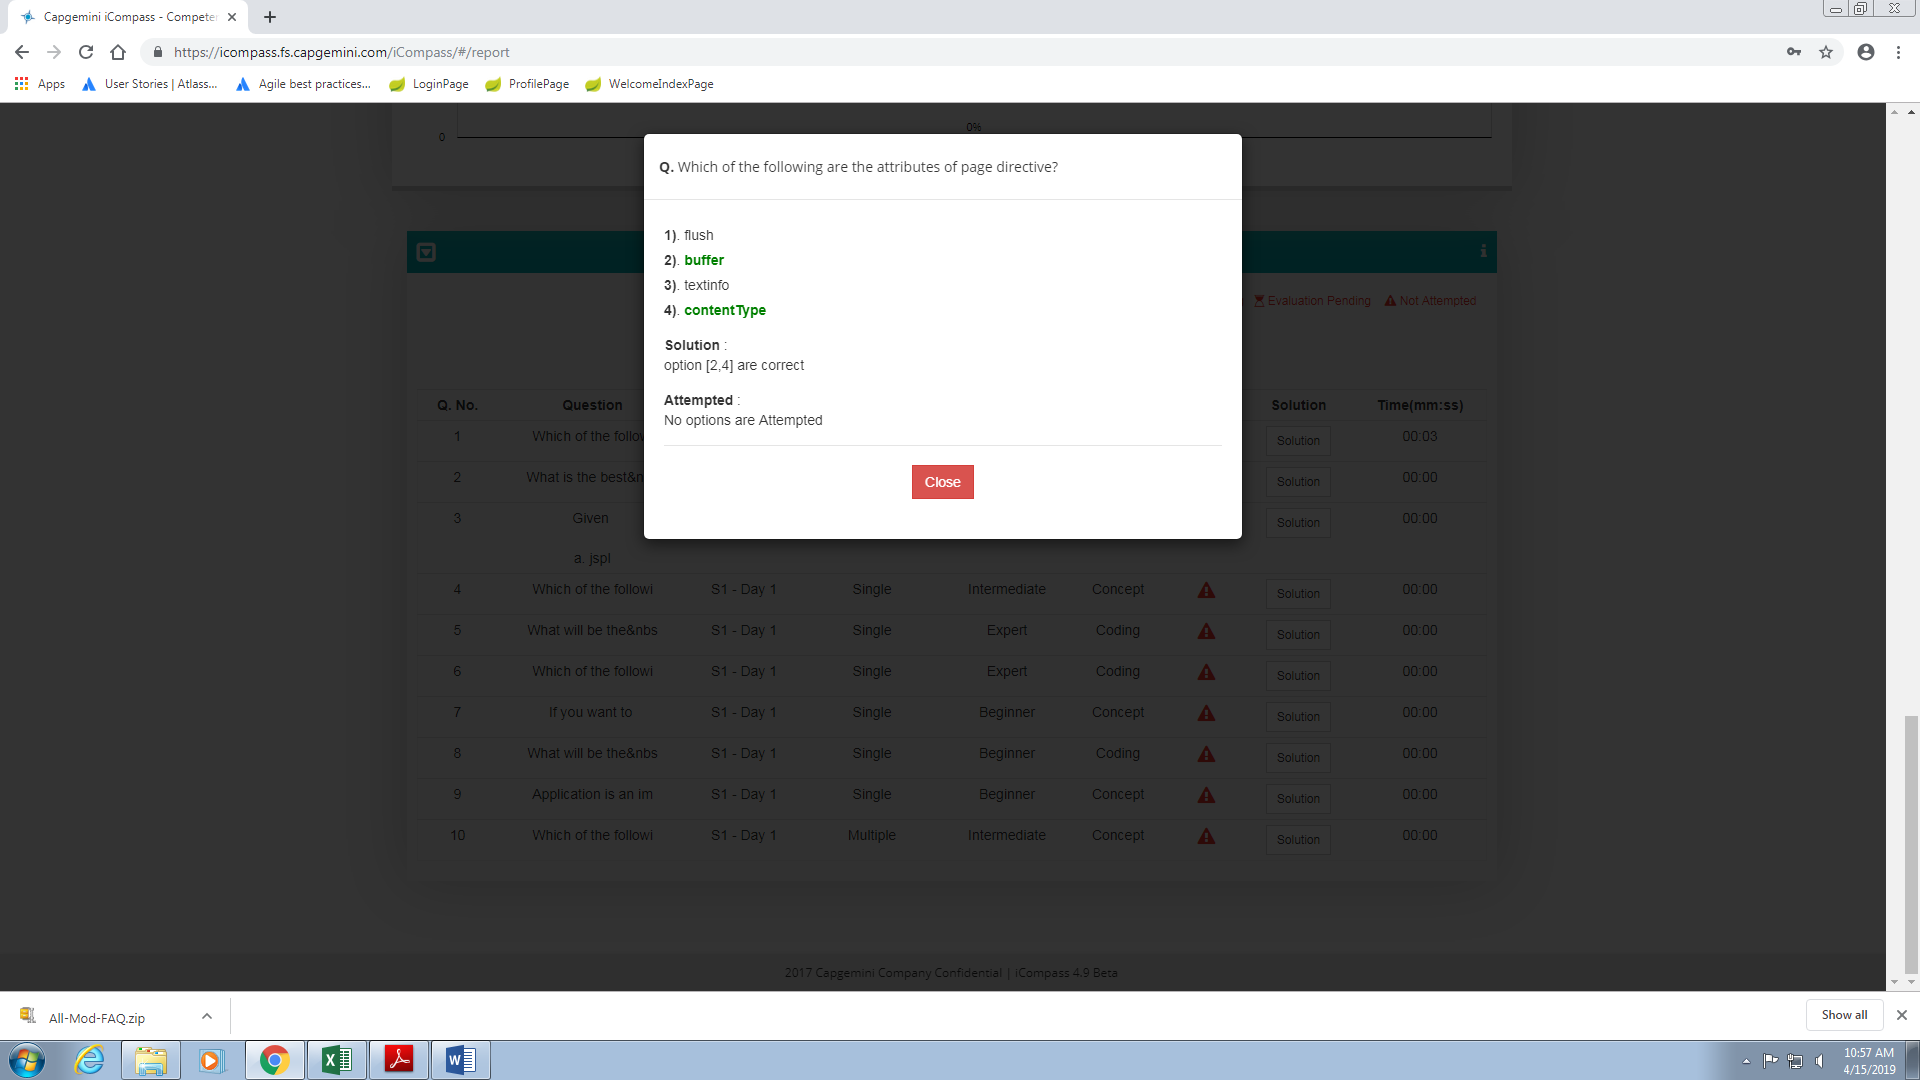 Capgemini iCompass - Competer
https://icompass.fs.capgemini.com/iCompass/#/report
Apps
User Stories | Atlass...
Agile best practices...
LoginPage
ProfilePage
WelcomeIndexPage
0
0%
Q. Which of the following are the attributes of page directive?
1). flush
2). buffer
3). textinfo
4). contentType
Solution :
option [2,4] are correct
Attempted :
No options are Attempted
Close
Evaluation Pending Not Attempted
Q. No. Question Solution Time(mm:ss)
1 Which of the follov Solution 00:03
2 What is the best&n Solution 00:00
3 Given Solution 00:00
a. jspl
4 Which of the followi S1 - Day 1 Single Intermediate Concept Solution 00:00
5 What will be the&nbs S1 - Day 1 Single Expert Coding Solution 00:00
6 Which of the followi S1 - Day 1 Single Expert Coding Solution 00:00
7 If you want to S1 - Day 1 Single Beginner Concept Solution 00:00
8 What will be the&nbs S1 - Day 1 Single Beginner Coding Solution 00:00
9 Application is an im S1 - Day 1 Single Beginner Concept Solution 00:00
10 Which of the followi S1 - Day 1 Multiple Intermediate Concept Solution 00:00
2017 Capgemini Company Confidential | iCompass 4.9 Beta
All-Mod-FAQ.zip
Show all
10:57 AM
4/15/2019